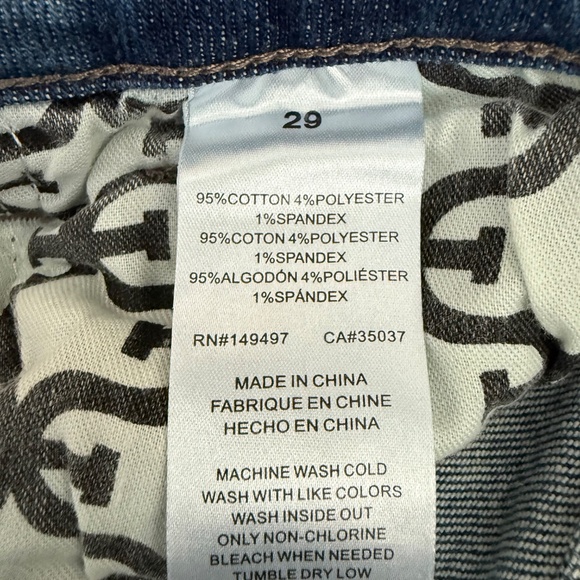 29
95%COTTON 4%POLYESTER
1%SPANDEX
95%COTON 4%POLYESTER
1%SPANDEX
95%ALGODÓN 4%POLIÉSTER
1%SPÁNDEX
RN#149497 CA#35037
MADE IN CHINA
FABRIQUE EN CHINE
HECHO EN CHINA
MACHINE WASH COLD
WASH WITH LIKE COLORS
WASH INSIDE OUT
ONLY NON-CHLORINE
BLEACH WHEN NEEDED
TUMBLE DRY LOW